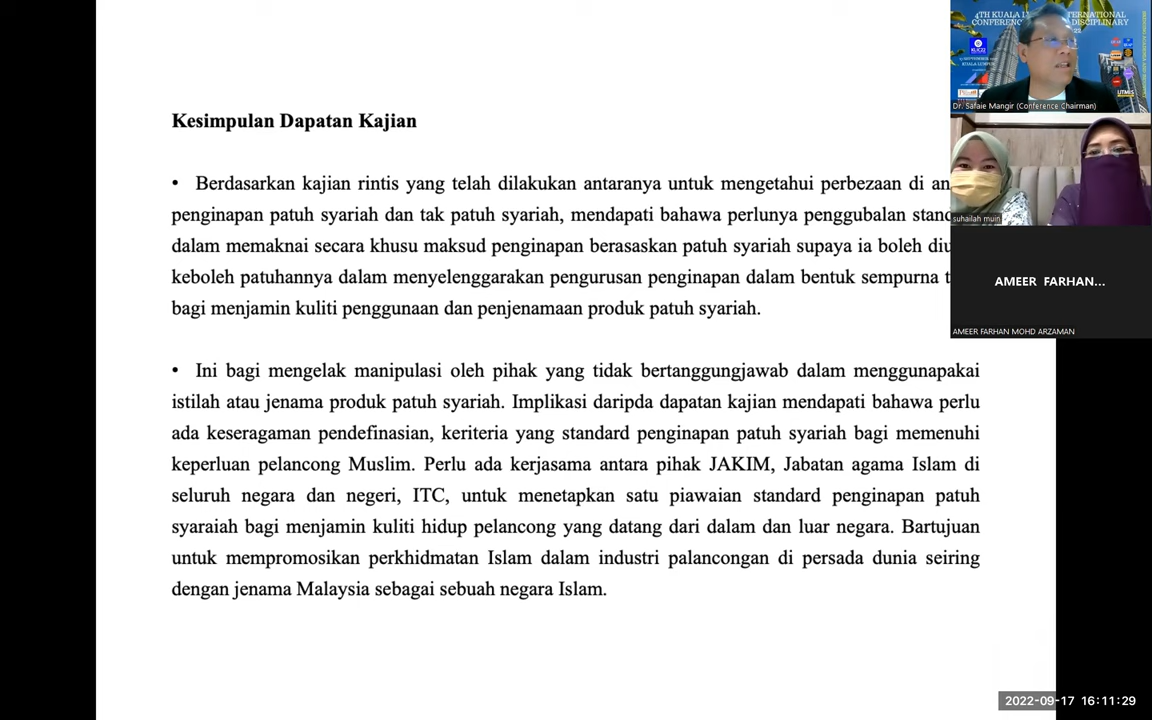 Kesimpulan Dapatan Kajian
• Berdasarkan kajian rintis yang telah dilakukan antaranya untuk mengetahui perbezaan di
penginapan patuh syariah dan tak patuh syariah, mendapati bahawa perlunya penggubalan
dalam memaknai secara khusu maksud penginapan berasaskan patuh syariah supaya ia boleh
keboleh patuhannya dalam menyelenggarakan pengurusan penginapan dalam bentuk sempurna
bagi menjamin kuliti penggunaan dan penjenamaan produk patuh syariah.
• Ini bagi mengelak manipulasi oleh pihak yang tidak bertanggungjawab dalam menggunapakai
istilah atau jenama produk patuh syariah. Implikasi daripda dapatan kajian mendapati bahawa perlu
ada keseragaman pendefinasian, keriteria yang standard penginapan patuh syariah bagi memenuhi
keperluan pelancong Muslim. Perlu ada kerjasama antara pihak JAKIM, Jabatan agama Islam di
seluruh negara dan negeri, ITC, untuk menetapkan satu piawaian standard penginapan patuh
syaraiah bagi menjamin kuliti hidup pelancong yang datang dari dalam dan luar negara. Bartujuan
untuk mempromosikan perkhidmatan Islam dalam industri palancongan di persada dunia seiring
dengan jenama Malaysia sebagai sebuah negara Islam.
4TH KUALA
DISCIPLINARY
KUALA LUMPUR
UTMIS
Dr. Safaie Mangir (Conference Chairman)
suhailah muin
AMEER FARHAN...
AMEER FARHAN MOHD ARZAMAN
2022-09-17 16:11:29